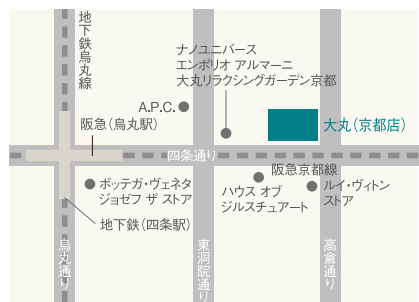 地下鉄烏丸線
ナノユニバース
エンポリオ アルマーニ
大丸リラクシングガーデン京都
A.P.C.
阪急（烏丸駅）
大丸（京都店）
四条通り
阪急京都線
ボッテガ・ヴェネタ
ジョゼフ ザ ストア
ハウス オブ
ジルスチュアート
ルイ・ヴィトン
ストア
地下鉄（四条駅）
烏丸通り
東洞院通り
高倉通り